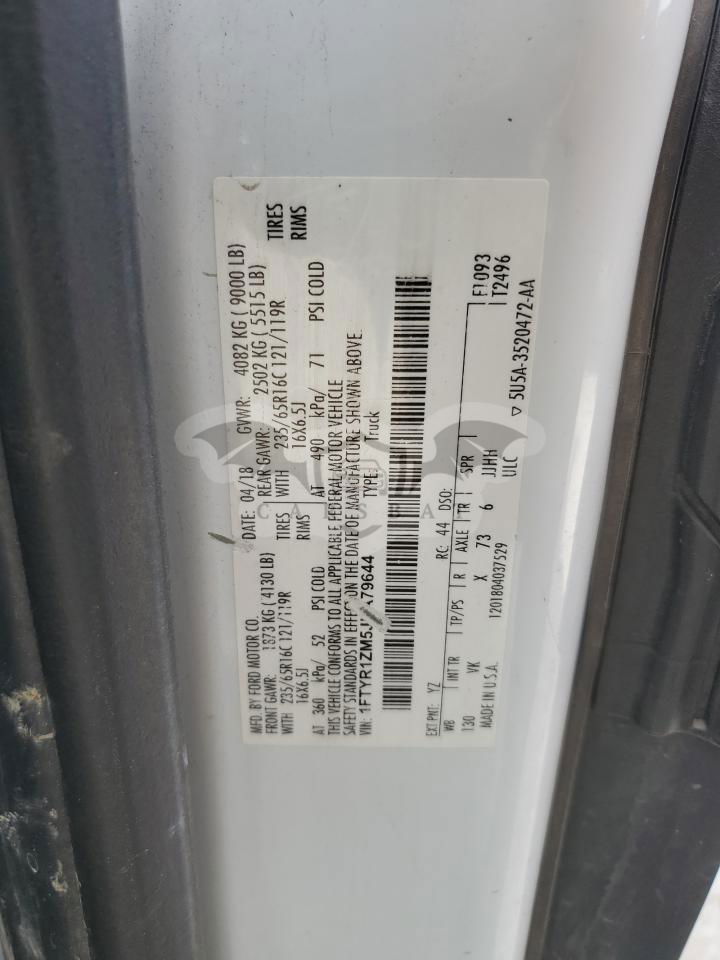 MFD. BY FORD MOTOR CO.
DATE: 04/18 GVWR: 4082 KG ( 9000 LB)
FRONT GAWR: 1873 KG ( 4130 LB) REAR GAWR: 2502 KG ( 5515 LB)
WITH 235/65R16C 121/119R TIRES WITH 235/65R16C 121/119R TIRES
16X6.5J RIMS 16X6.5J RIMS
AT 360 kPa/ 52 PSI COLD AT 490 kPa/ 71 PSI COLD
THIS VEHICLE CONFORMS TO ALL APPLICABLE FEDERAL MOTOR VEHICLE
SAFETY STANDARDS IN EFFECT ON THE DATE OF MANUFACTURE SHOWN ABOVE.
VIN: 1FTYR1ZM5J A79644 TYPE: Truck
CARSBAT
EXT PNT: YZ RC: 44 DSO:
WB INT TR TP/PS R AXLE TR SPR F1093
130 VK X 73 6 JJHH T2496
MADE IN U.S.A. 1201804037529 ULC
▽ 5U5A-3520472-AA